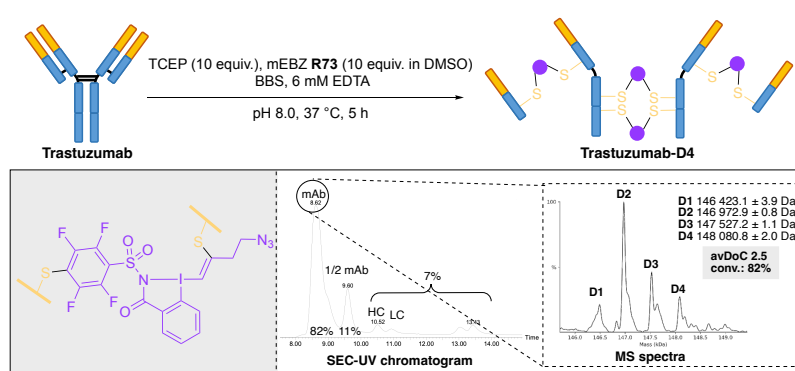 TCEP (10 equiv.), mEBZ R73 (10 equiv. in DMSO)
BBS, 6 mM EDTA
pH 8.0, 37 °C, 5 h
Trastuzumab
Trastuzumab-D4
S
S
S
S
S
S
S
S
F
F
F
F
O
O
S
N
I
O
S
N₃
mAb
8.62
1/2 mAb
9.60
7%
HC
LC
10.52
13.43
82%
11%
8.00 9.00 10.00 11.00 12.00 13.00 14.00
Time
SEC-UV chromatogram
D1 146 423.1 ± 3.9 Da
D2 146 972.9 ± 0.8 Da
D3 147 527.2 ± 1.1 Da
D4 148 080.8 ± 2.0 Da
avDoC 2.5
conv.: 82%
100
%
D1
D2
D3
D4
146.0 146.5 147.0 147.5 148.0 148.5 149.0
Mass (kDa)
MS spectra